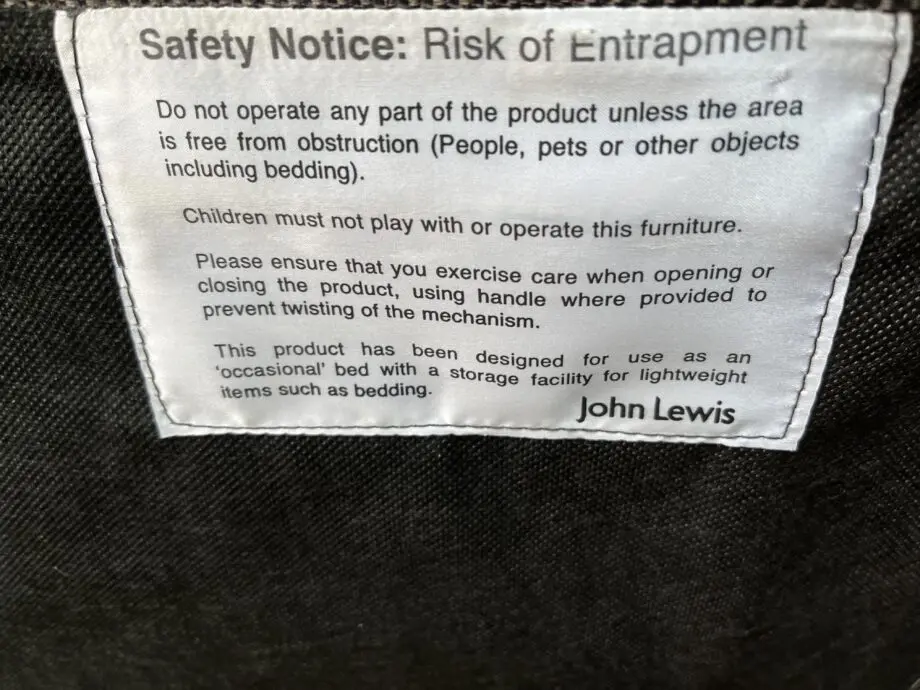 Safety Notice: Risk of Entrapment
Do not operate any part of the product unless the area
is free from obstruction (People, pets or other objects
including bedding).
Children must not play with or operate this furniture.
Please ensure that you exercise care when opening or
closing the product, using handle where provided to
prevent twisting of the mechanism.
This product has been designed for use as an
‘occasional’ bed with a storage facility for lightweight
items such as bedding.
John Lewis